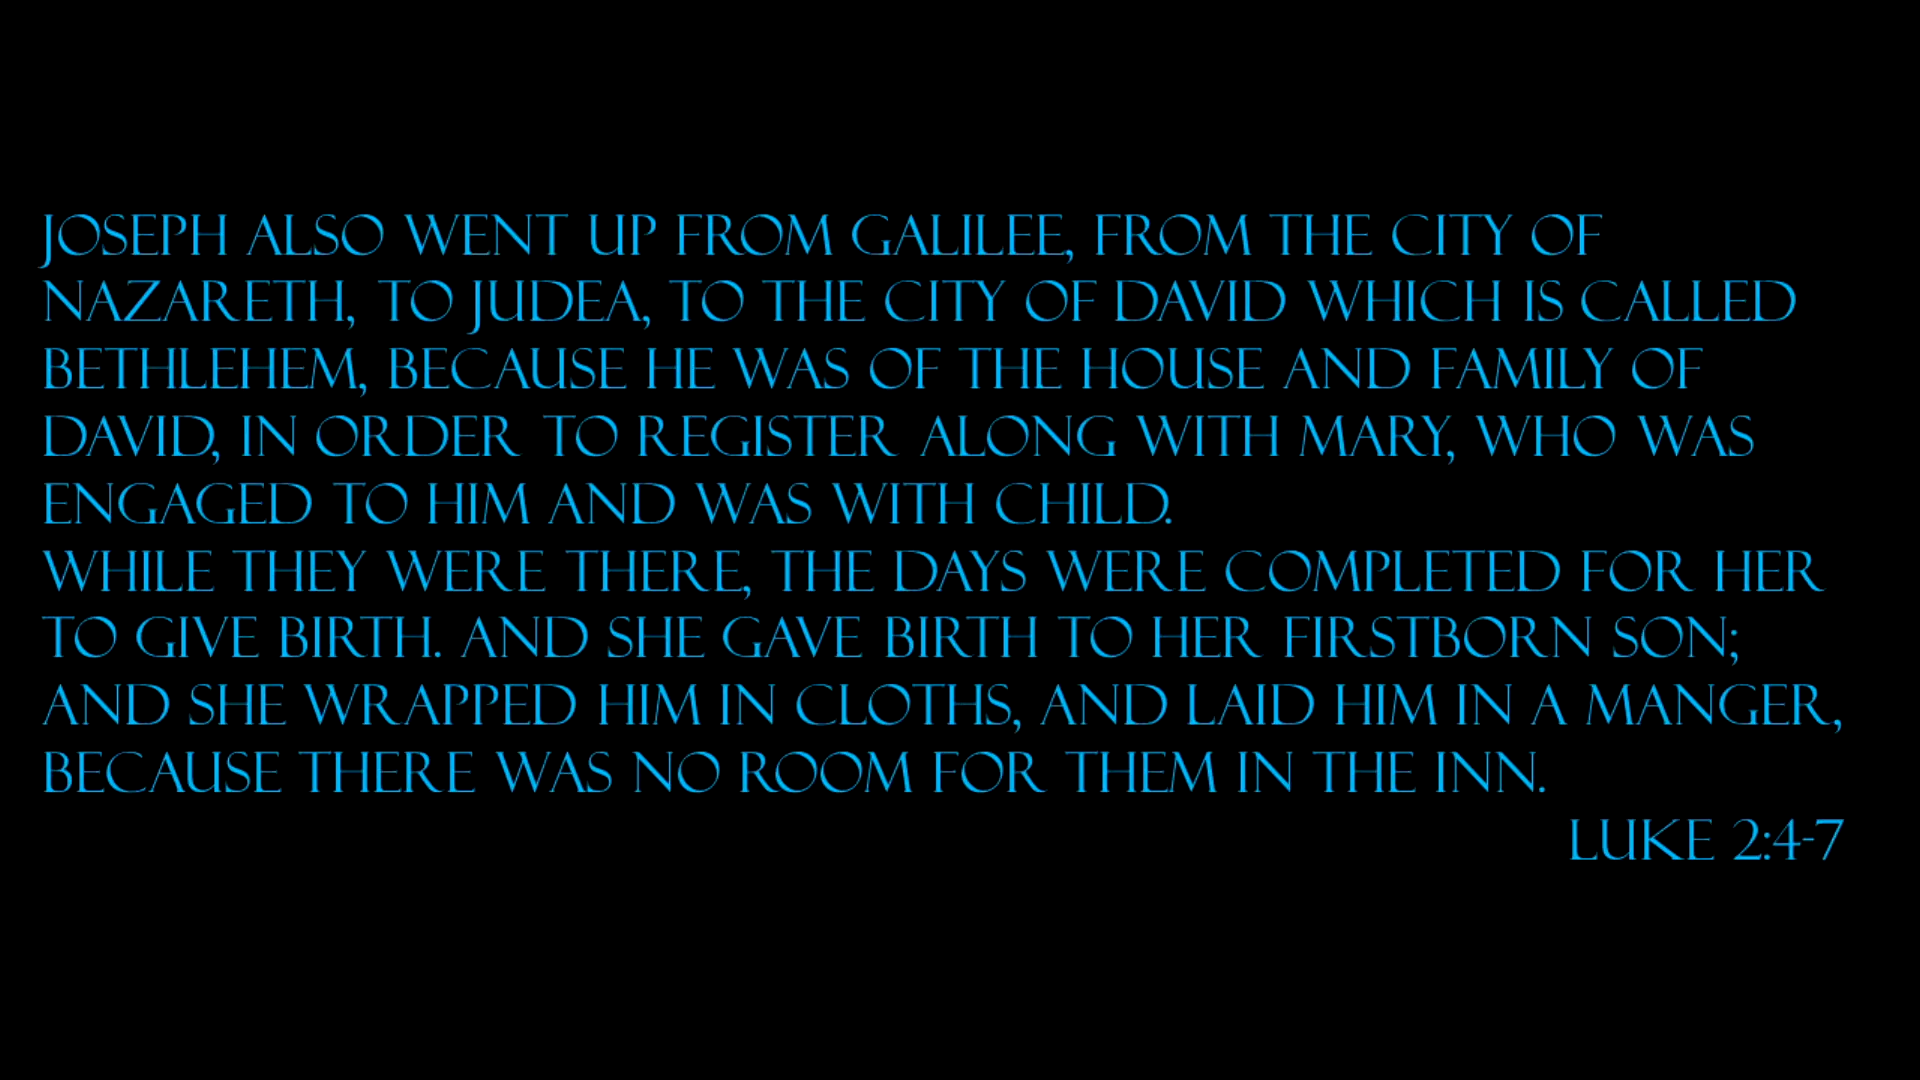 JOSEPH ALSO WENT UP FROM GALILEE, FROM THE CITY OF
NAZARETH, TO JUDEA, TO THE CITY OF DAVID WHICH IS CALLED
BETHLEHEM, BECAUSE HE WAS OF THE HOUSE AND FAMILY OF
DAVID, IN ORDER TO REGISTER ALONG WITH MARY, WHO WAS
ENGAGED TO HIM AND WAS WITH CHILD.
WHILE THEY WERE THERE, THE DAYS WERE COMPLETED FOR HER
TO GIVE BIRTH. AND SHE GAVE BIRTH TO HER FIRSTBORN SON;
AND SHE WRAPPED HIM IN CLOTHS, AND LAID HIM IN A MANGER,
BECAUSE THERE WAS NO ROOM FOR THEM IN THE INN.
LUKE 2:4-7